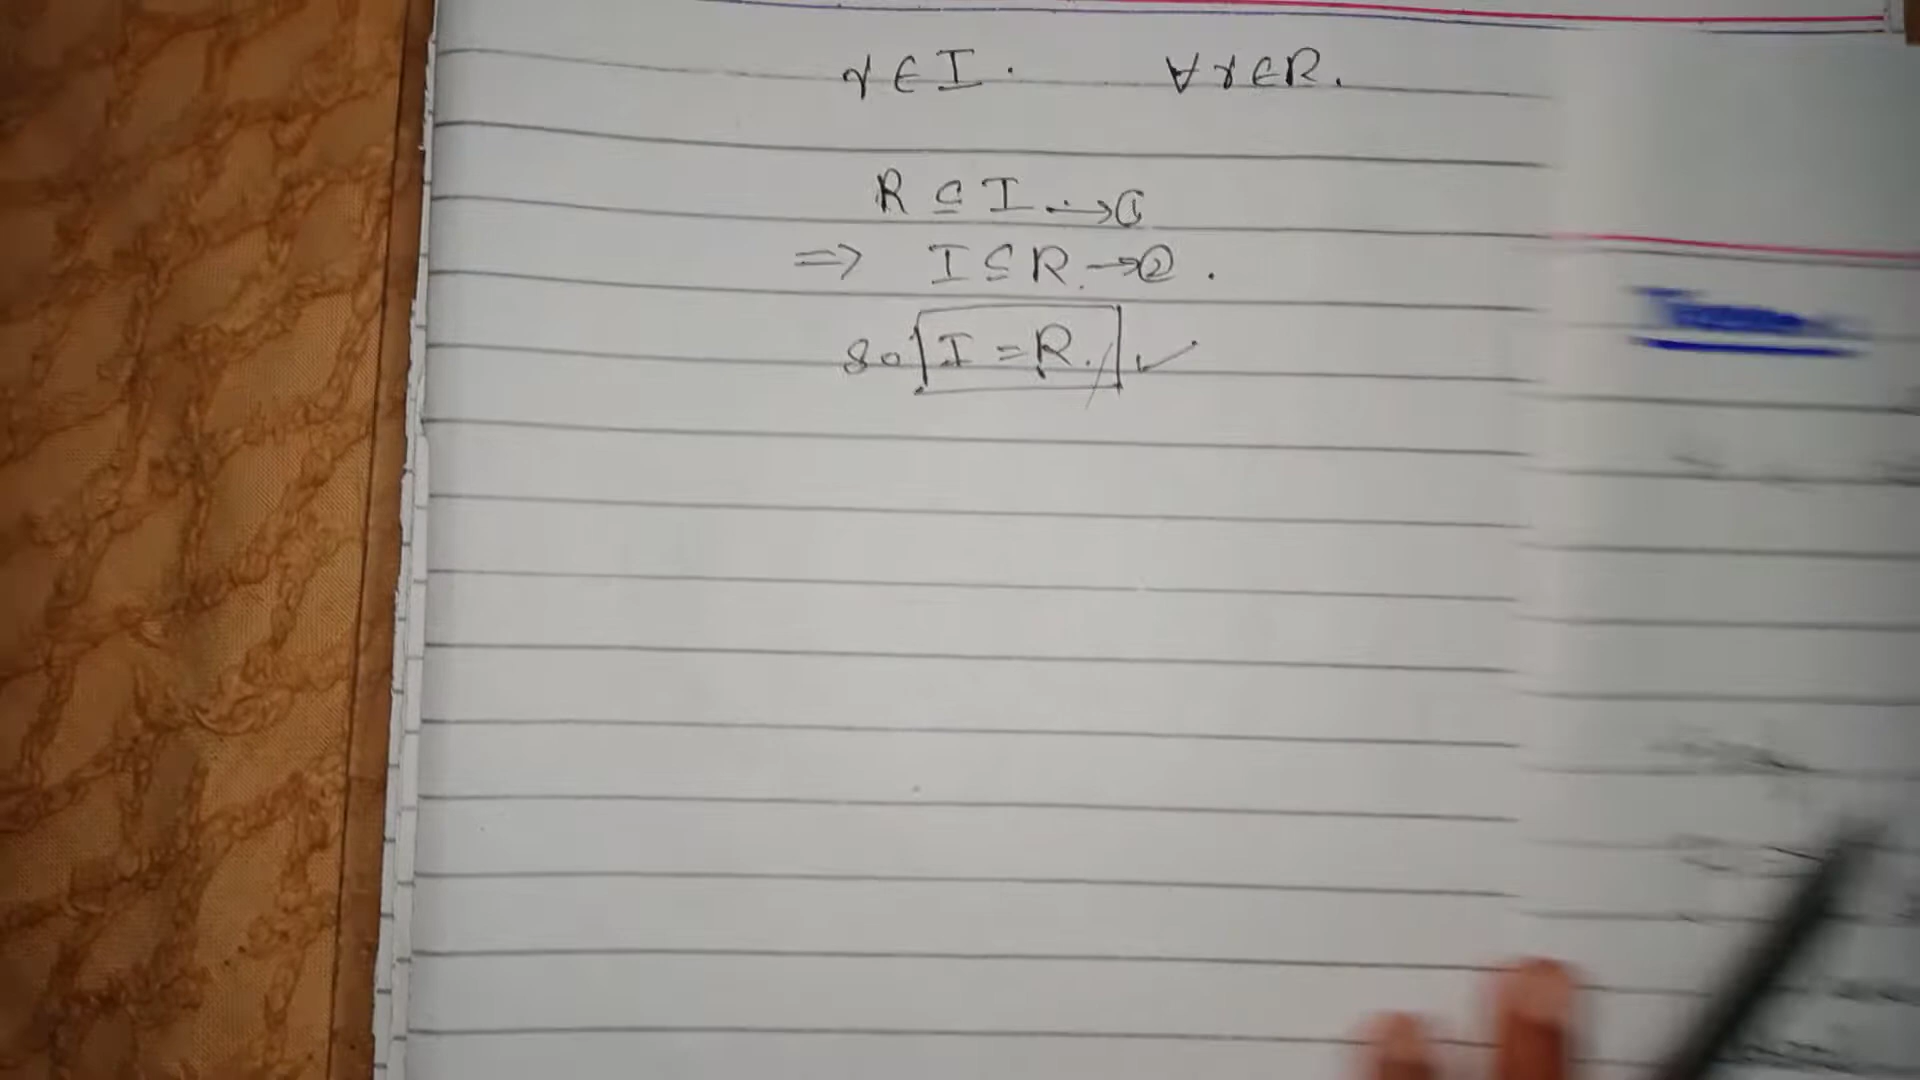 r ∈ I . ∀ r ∈ R .
R ⊆ I . → ①
⇒ I ⊆ R . → ② .
so I = R . ✓